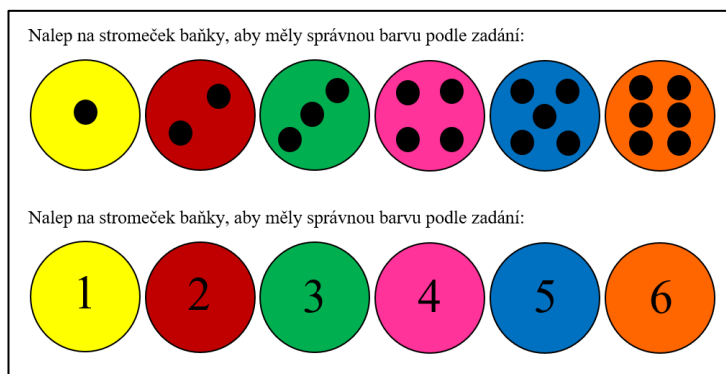 Nalep na stromeček baňky, aby měly správnou barvu podle zadání:
Nalep na stromeček baňky, aby měly správnou barvu podle zadání:
1 2 3 4 5 6